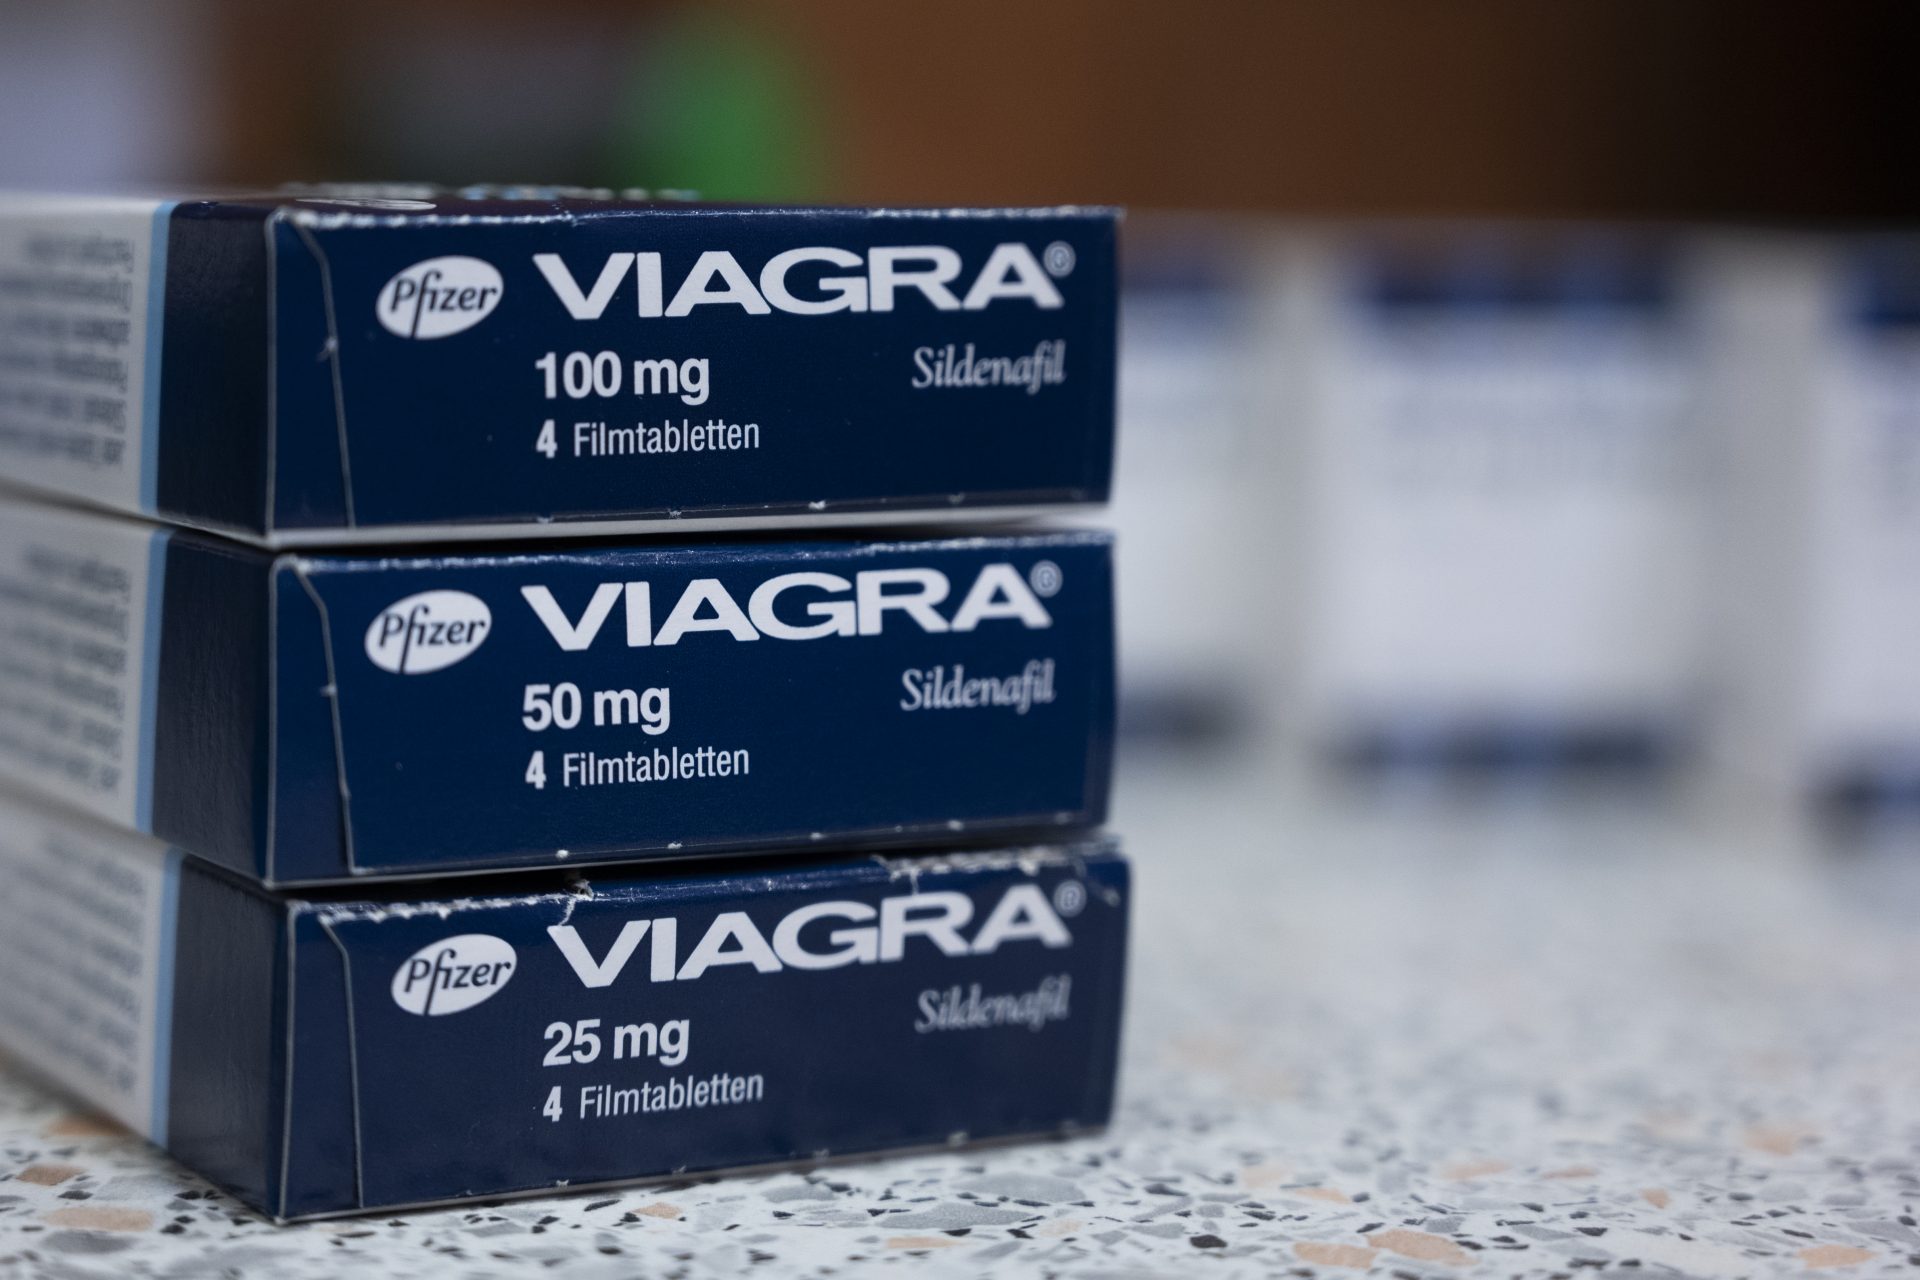 Pfizer VIAGRA®
100 mg Sildenafil
4 Filmtabletten
Pfizer VIAGRA®
50 mg Sildenafil
4 Filmtabletten
Pfizer VIAGRA®
25 mg Sildenafil
4 Filmtabletten